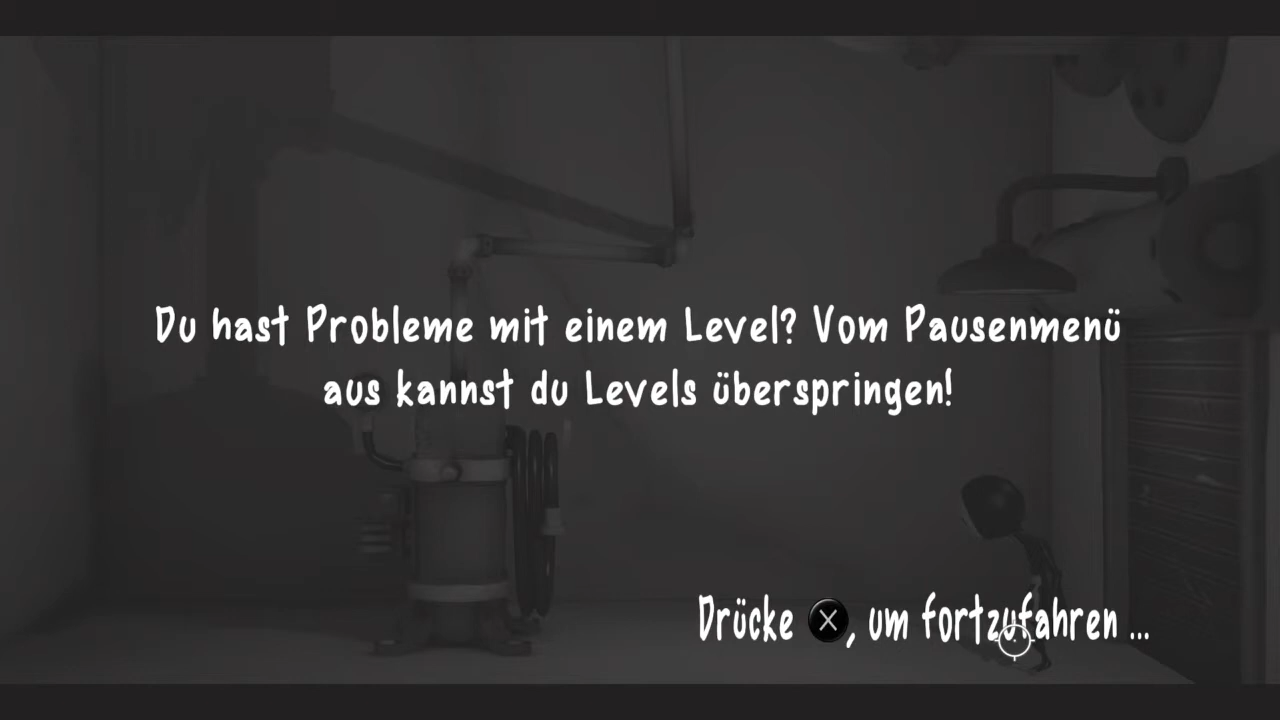 Du hast Probleme mit einem Level? Vom Pausenmenü
aus kannst du Levels überspringen!
Drücke X, um fortzufahren ...